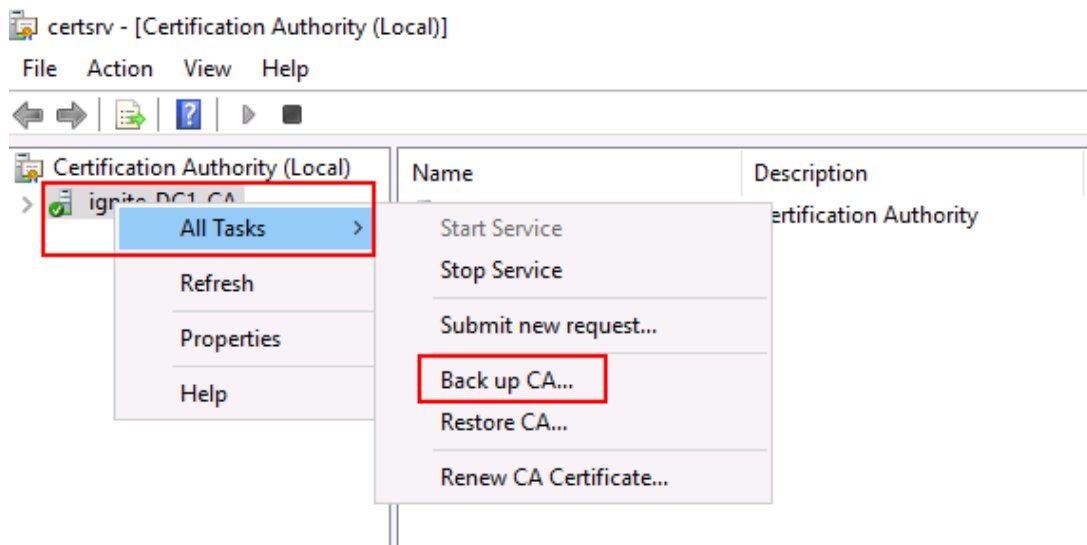 certsrv - [Certification Authority (Local)]
File Action View Help
Certification Authority (Local)
Name Description
ignite-DC1-CA
ertification Authority
All Tasks
Refresh
Properties
Help
Start Service
Stop Service
Submit new request...
Back up CA...
Restore CA...
Renew CA Certificate...